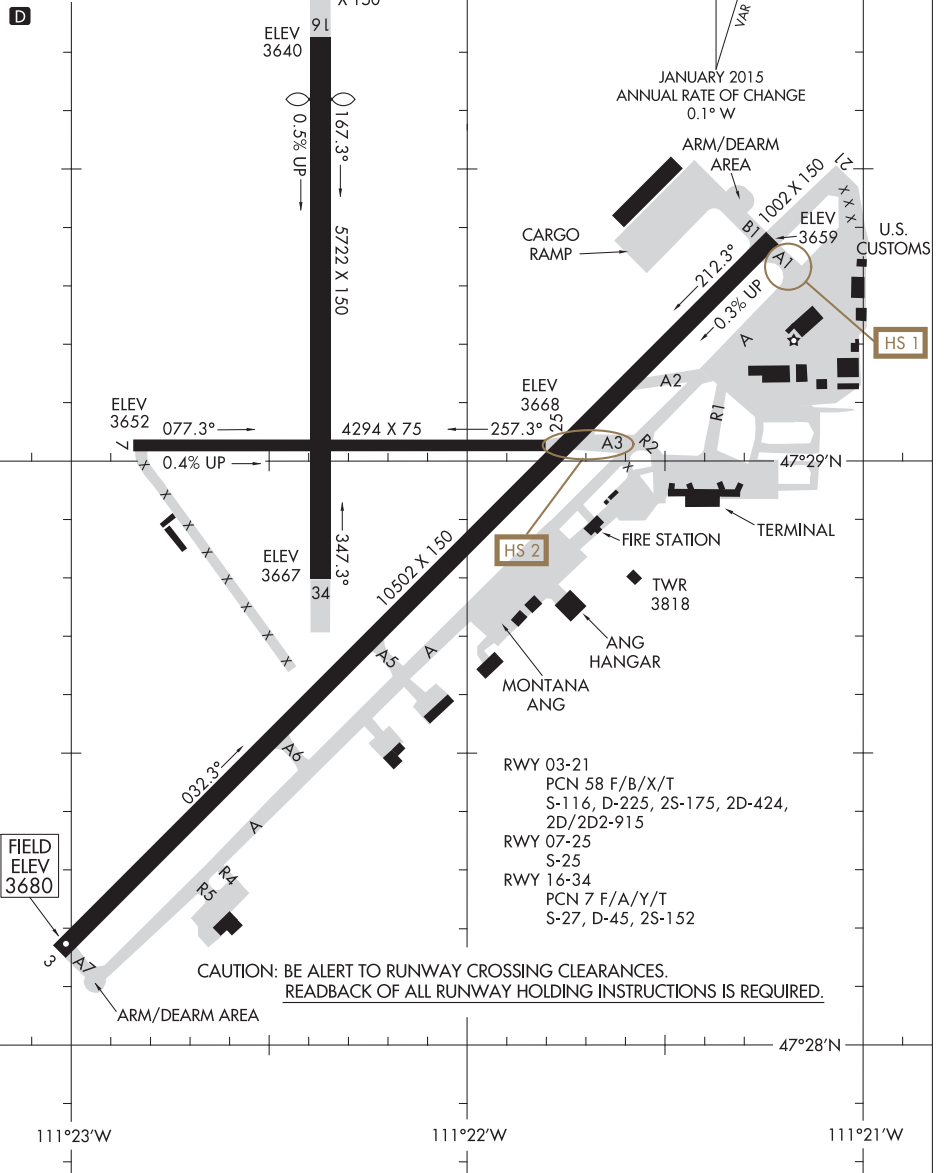 D
X 150
16
ELEV
3640
VAR
JANUARY 2015
ANNUAL RATE OF CHANGE
0.1° W
0.5% UP
167.3°
ARM/DEARM
AREA
1002 X 150
21
X X X
ELEV
3659
U.S.
CUSTOMS
B1
A1
CARGO
RAMP
212.3°
0.3% UP
5722 X 150
A
HS 1
A2
R1
ELEV
3652
7
077.3°
4294 X 75
257.3°
ELEV
3668
25
A3
R2
0.4% UP
X
47°29'N
X
X
X
X
X
X
X
TERMINAL
FIRE STATION
HS 2
ELEV
3667
347.3°
34
10502 X 150
TWR
3818
ANG
HANGAR
MONTANA
ANG
A5
A
A6
032.3°
A
RWY 03-21
PCN 58 F/B/X/T
S-116, D-225, 2S-175, 2D-424,
2D/2D2-915
RWY 07-25
S-25
RWY 16-34
PCN 7 F/A/Y/T
S-27, D-45, 2S-152
FIELD
ELEV
3680
R4
R5
3
A7
CAUTION: BE ALERT TO RUNWAY CROSSING CLEARANCES.
READBACK OF ALL RUNWAY HOLDING INSTRUCTIONS IS REQUIRED.
ARM/DEARM AREA
47°28'N
111°23'W
111°22'W
111°21'W